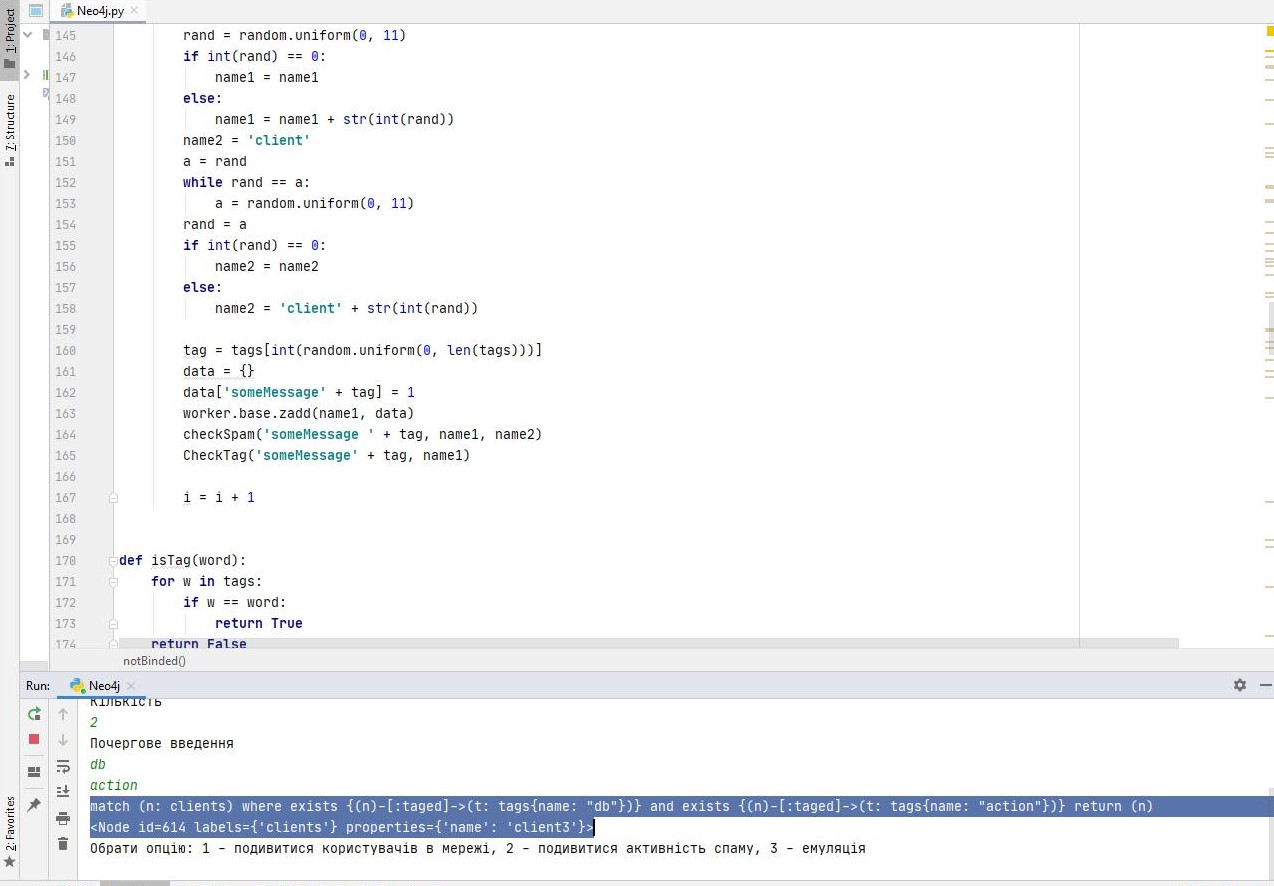 1: Project
Neo4j.py
145 rand = random.uniform(0, 11)
146 if int(rand) == 0:
147 name1 = name1
148 else:
149 name1 = name1 + str(int(rand))
150 name2 = 'client'
151 a = rand
152 while rand == a:
153 a = random.uniform(0, 11)
154 rand = a
155 if int(rand) == 0:
156 name2 = name2
157 else:
158 name2 = 'client' + str(int(rand))
159
160 tag = tags[int(random.uniform(0, len(tags)))]
161 data = {}
162 data['someMessage' + tag] = 1
163 worker.base.zadd(name1, data)
164 checkSpam('someMessage ' + tag, name1, name2)
165 CheckTag('someMessage' + tag, name1)
166
167 i = i + 1
168
169
170 def isTag(word):
171 for w in tags:
172 if w == word:
173 return True
174 return False
notBinded()
7: Structure
2: Favorites
Run: Neo4j
Кількість
2
Почергове введення
db
action
match (n: clients) where exists {(n)-[:taged]->(t: tags{name: "db"})} and exists {(n)-[:taged]->(t: tags{name: "action"})} return (n)
<Node id=614 labels={'clients'} properties={'name': 'client3'}>
Обрати опцію: 1 - подивитися користувачів в мережі, 2 - подивитися активність спаму, 3 - емуляція